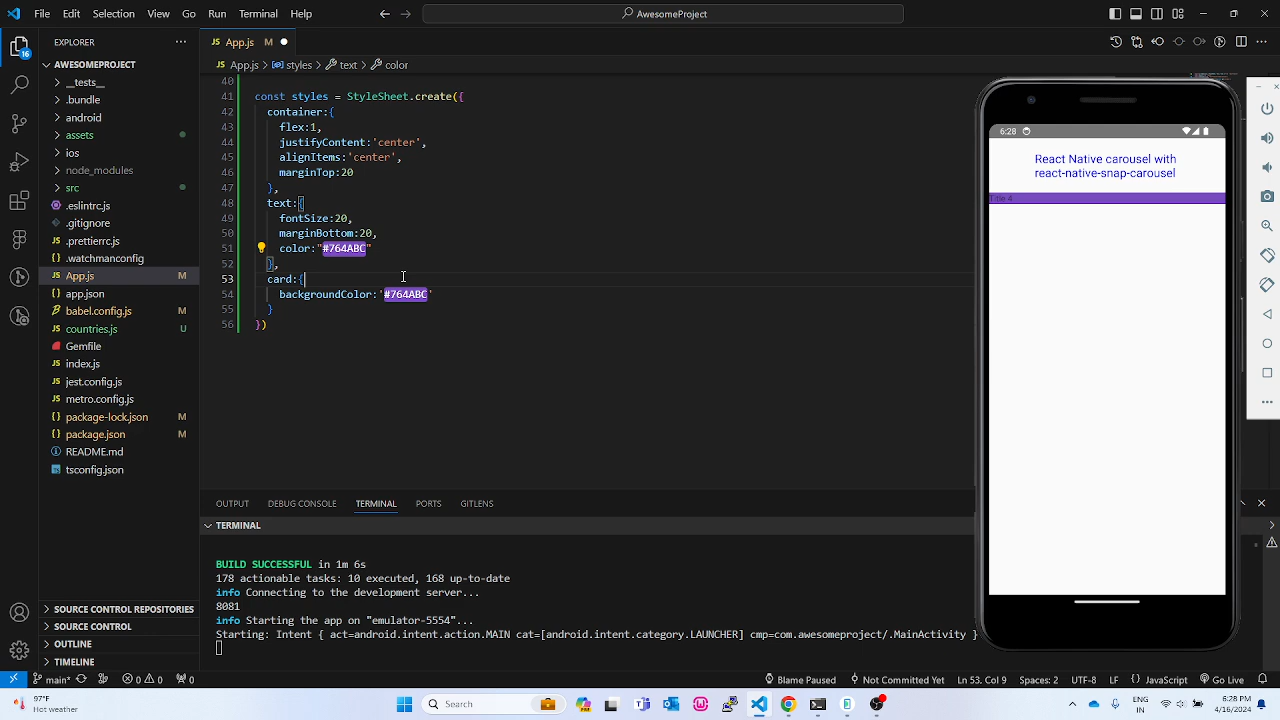 File Edit Selection View Go Run Terminal Help
AwesomeProject
EXPLORER
App.js M
AWESOMEPROJECT
App.js > styles > text > color
__tests__
.bundle
android
assets
ios
node_modules
src
.eslintrc.js
.gitignore
.prettierrc.js
.watchmanconfig
App.js M
app.json
babel.config.js M
countries.js U
Gemfile
index.js
jest.config.js
metro.config.js
package-lock.json M
package.json M
README.md
tsconfig.json
SOURCE CONTROL REPOSITORIES
SOURCE CONTROL
OUTLINE
TIMELINE
16
40
41 const styles = StyleSheet.create({
42 container:{
43 flex:1,
44 justifyContent:'center',
45 alignItems:'center',
46 marginTop:20
47 },
48 text:{
49 fontSize:20,
50 marginBottom:20,
51 color:"#764ABC"
52 },
53 card:{
54 backgroundColor:'#764ABC'
55 }
56 })
6:28
React Native carousel with
react-native-snap-carousel
Title 4
OUTPUT DEBUG CONSOLE TERMINAL PORTS GITLENS
TERMINAL
BUILD SUCCESSFUL in 1m 6s
178 actionable tasks: 10 executed, 168 up-to-date
info Connecting to the development server...
8081
info Starting the app on "emulator-5554"...
Starting: Intent { act=android.intent.action.MAIN cat=[android.intent.category.LAUNCHER] cmp=com.awesomeproject/.MainActivity }
main* 0 0 0 Blame Paused Not Committed Yet Ln 53, Col 9 Spaces: 2 UTF-8 LF JavaScript Go Live
97°F
Hot weather
Search
ENG
IN
6:28 PM
4/16/2024